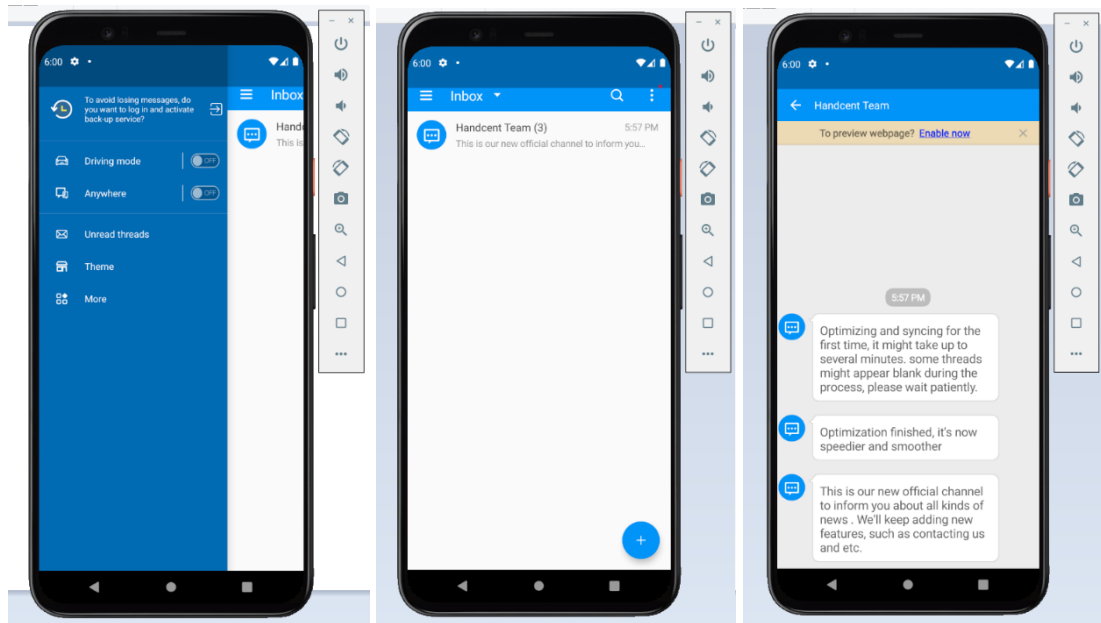 6:00
To avoid losing messages, do
you want to log in and activate
back-up service?
Driving mode
OFF
Anywhere
OFF
Unread threads
Theme
More
Inbox
Hand
This is
6:00
Inbox
Handcent Team (3)
5:57 PM
This is our new official channel to inform you...
+
6:00
Handcent Team
To preview webpage? Enable now
5:57 PM
Optimizing and syncing for the
first time, it might take up to
several minutes. some threads
might appear blank during the
process, please wait patiently.
Optimization finished, it's now
speedier and smoother
This is our new official channel
to inform you about all kinds of
news . We'll keep adding new
features, such as contacting us
and etc.